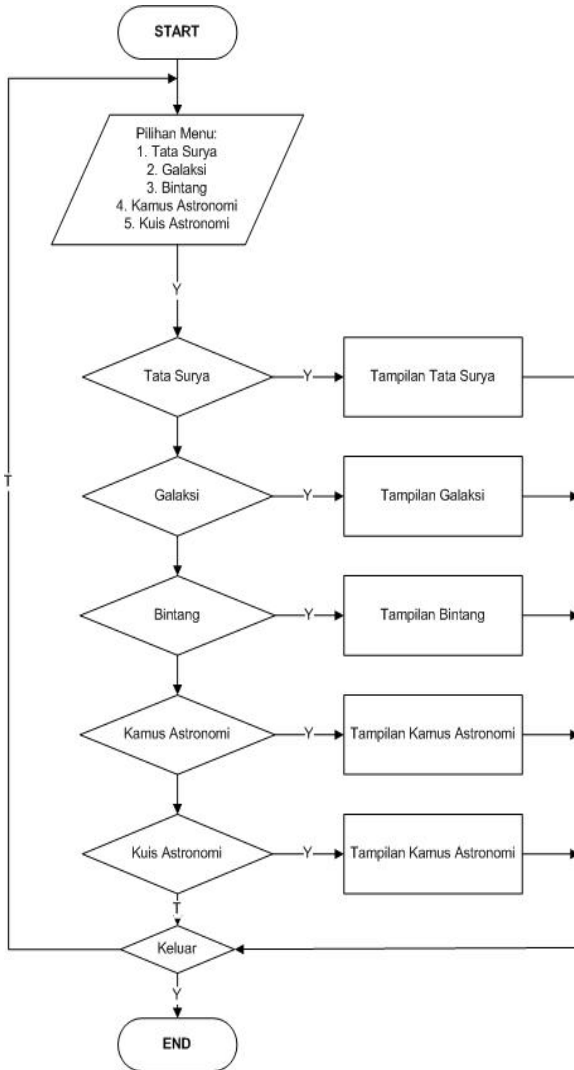 START
Pilihan Menu:
1. Tata Surya
2. Galaksi
3. Bintang
4. Kamus Astronomi
5. Kuis Astronomi
Y
Tata Surya
Y
Tampilan Tata Surya
T
Galaksi
Y
Tampilan Galaksi
Bintang
Y
Tampilan Bintang
Kamus Astronomi
Y
Tampilan Kamus Astronomi
Kuis Astronomi
Y
Tampilan Kamus Astronomi
T
Keluar
Y
END